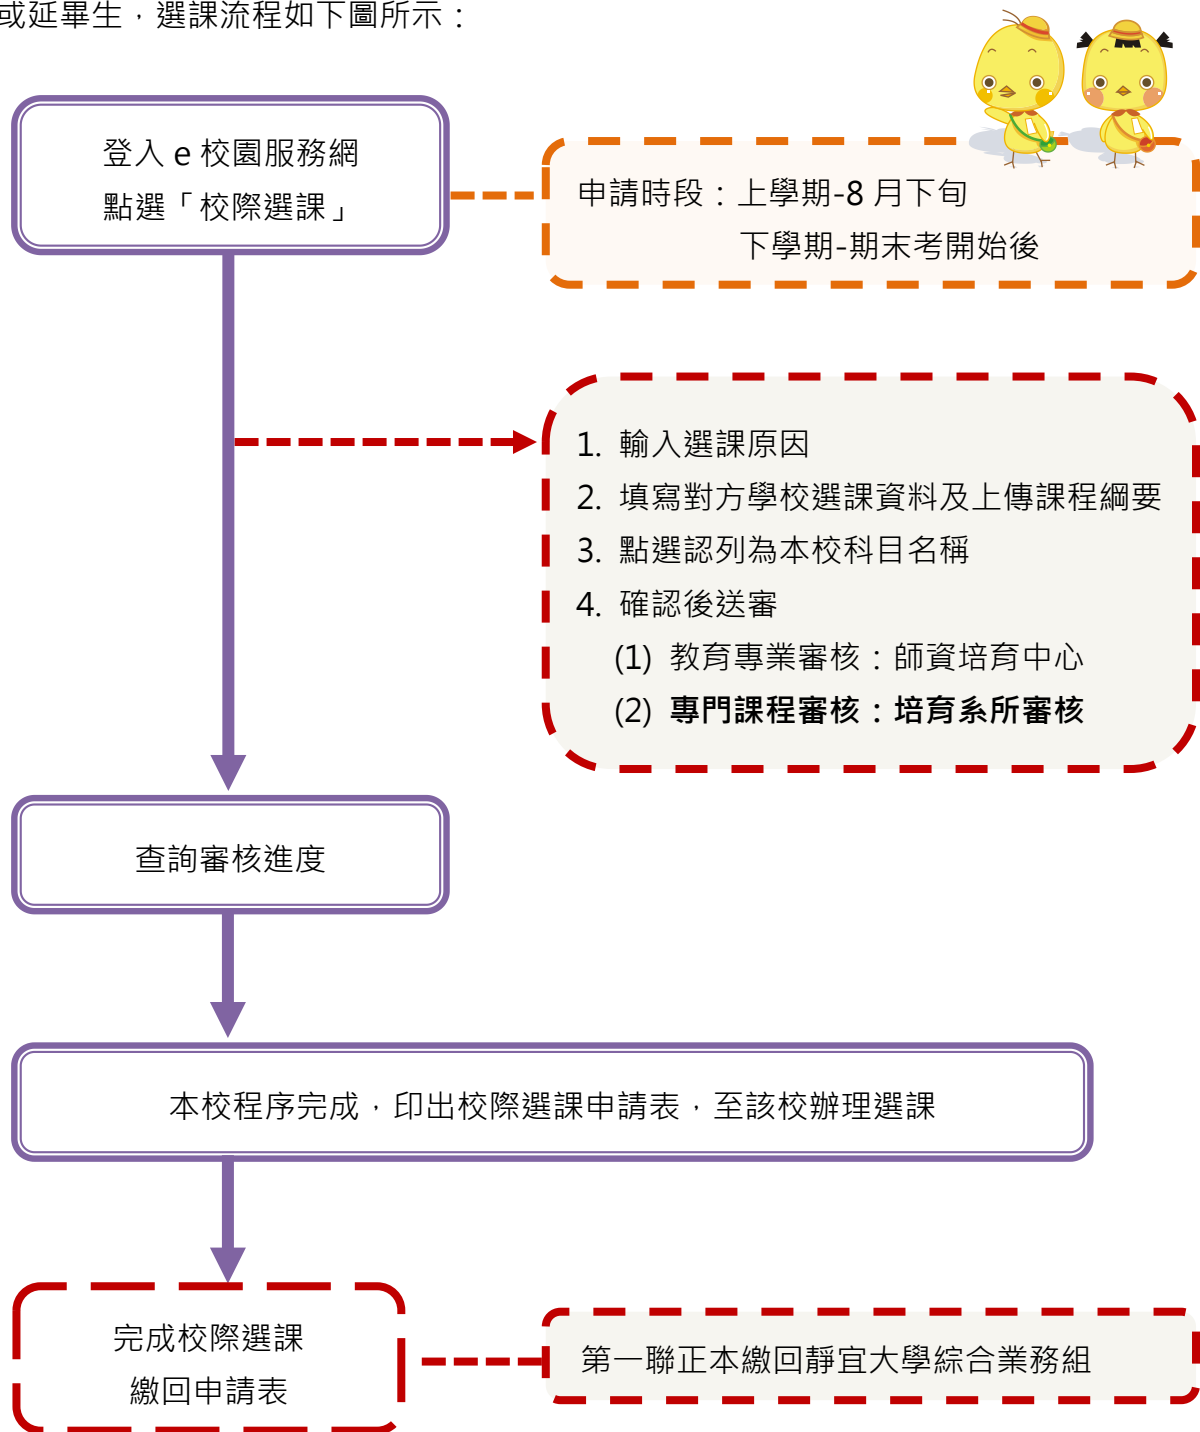 或延畢生，選課流程如下圖所示：
登入 e 校園服務網
點選「校際選課」
申請時段：上學期-8 月下旬
下學期-期末考開始後
1. 輸入選課原因
2. 填寫對方學校選課資料及上傳課程綱要
3. 點選認列為本校科目名稱
4. 確認後送審
(1) 教育專業審核：師資培育中心
(2) 專門課程審核：培育系所審核
查詢審核進度
本校程序完成，印出校際選課申請表，至該校辦理選課
完成校際選課
繳回申請表
第一聯正本繳回靜宜大學綜合業務組